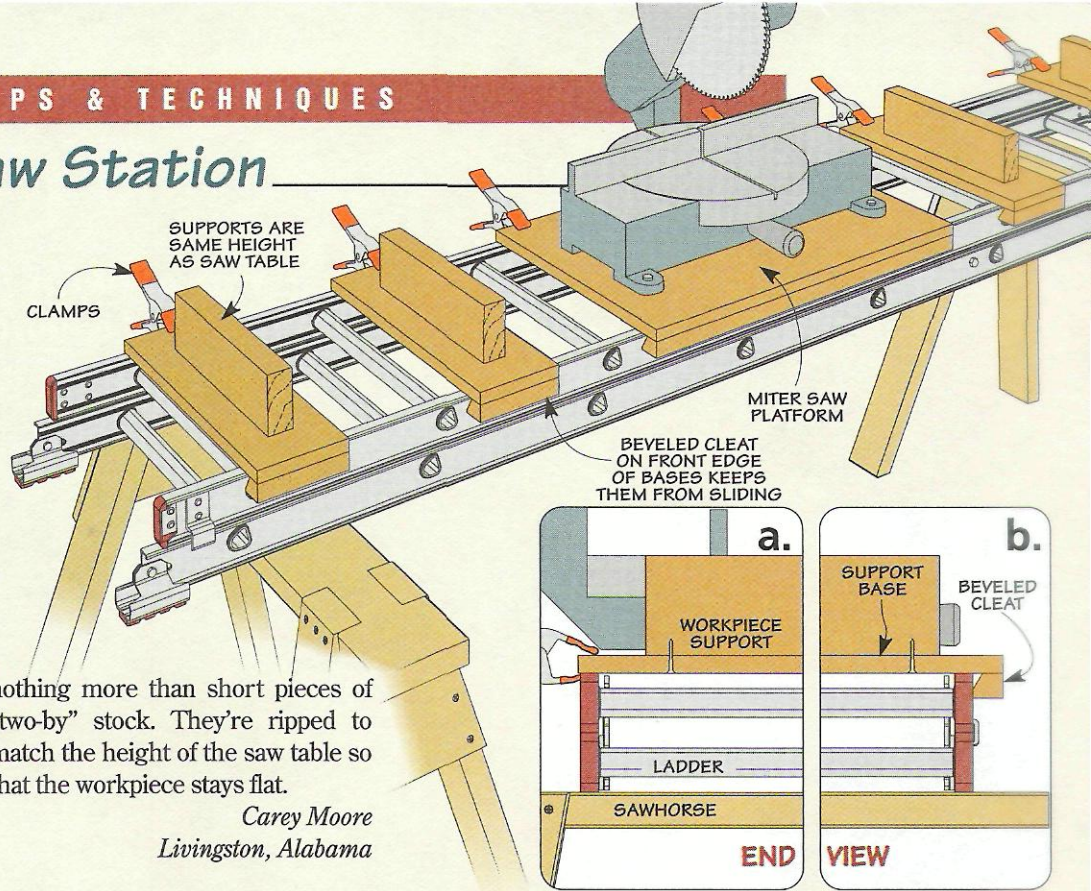 PS & TECHNIQUES
Station
SUPPORTS ARE
SAME HEIGHT
AS SAW TABLE
CLAMPS
MITER SAW
PLATFORM
BEVELED CLEAT
ON FRONT EDGE
OF BASES KEEPS
THEM FROM SLIDING
nothing more than short pieces of
two-by” stock. They’re ripped to
match the height of the saw table so
hat the workpiece stays flat.
Carey Moore
Livingston, Alabama
a.
WORKPIECE
SUPPORT
LADDER
SAWHORSE
b.
SUPPORT
BASE
BEVELED
CLEAT
END VIEW